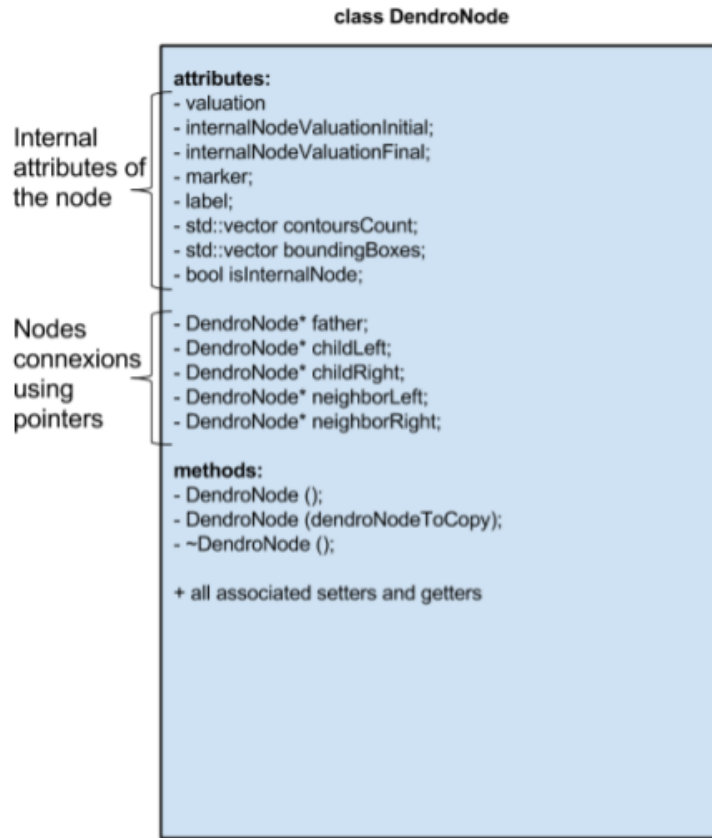 class DendroNode
attributes:
- valuation
- internalNodeValuationInitial;
- internalNodeValuationFinal;
- marker;
- label;
- std::vector contoursCount;
- std::vector boundingBoxes;
- bool isInternalNode;
Internal
attributes of
the node
- DendroNode* father;
- DendroNode* childLeft;
- DendroNode* childRight;
- DendroNode* neighborLeft;
- DendroNode* neighborRight;
Nodes
connexions
using
pointers
methods:
- DendroNode ();
- DendroNode (dendroNodeToCopy);
- ~DendroNode ();
+ all associated setters and getters